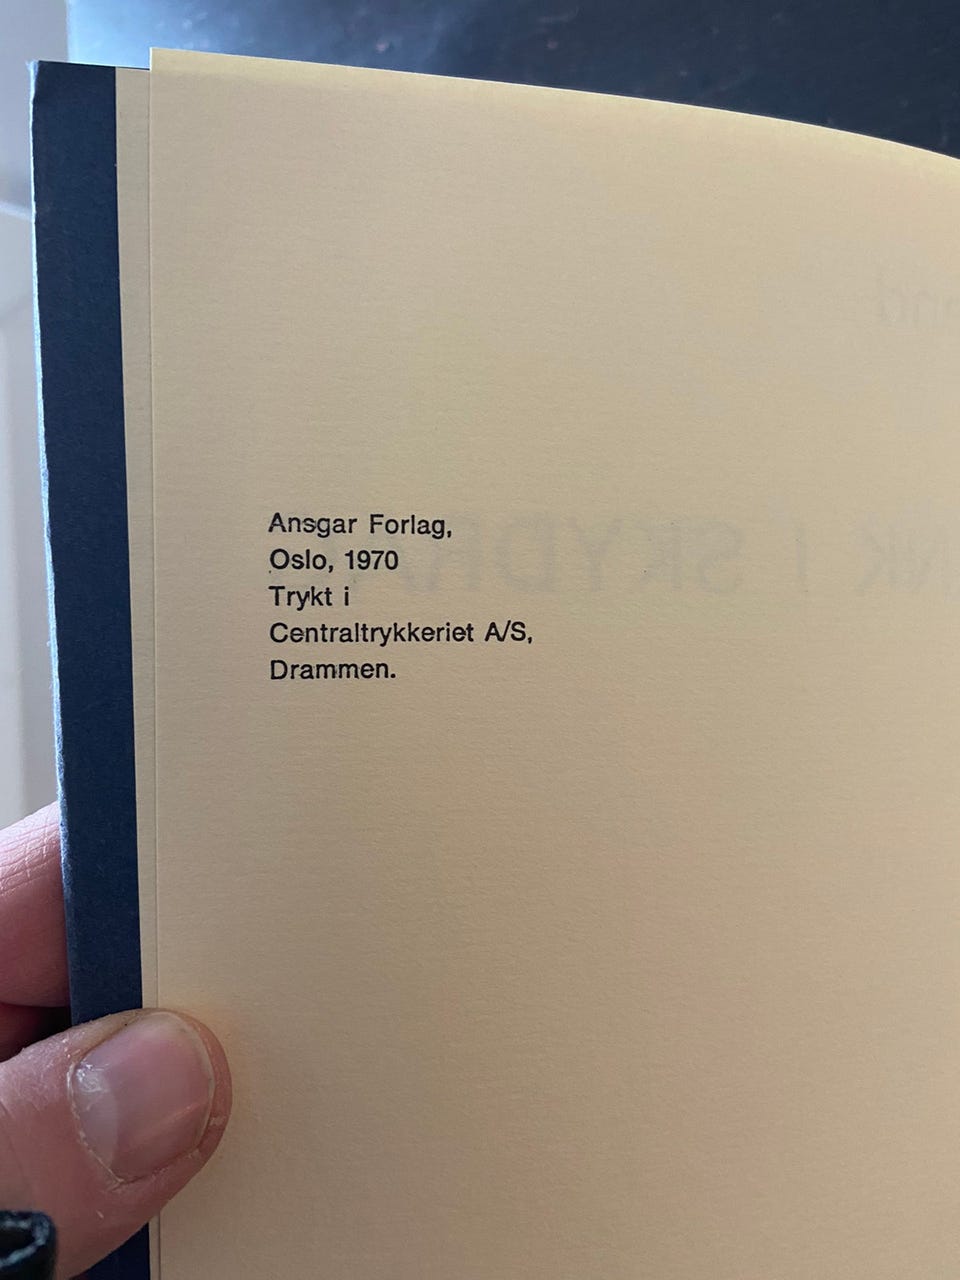 Ansgar Forlag,
Oslo, 1970
Trykt i
Centraltrykkeriet A/S,
Drammen.